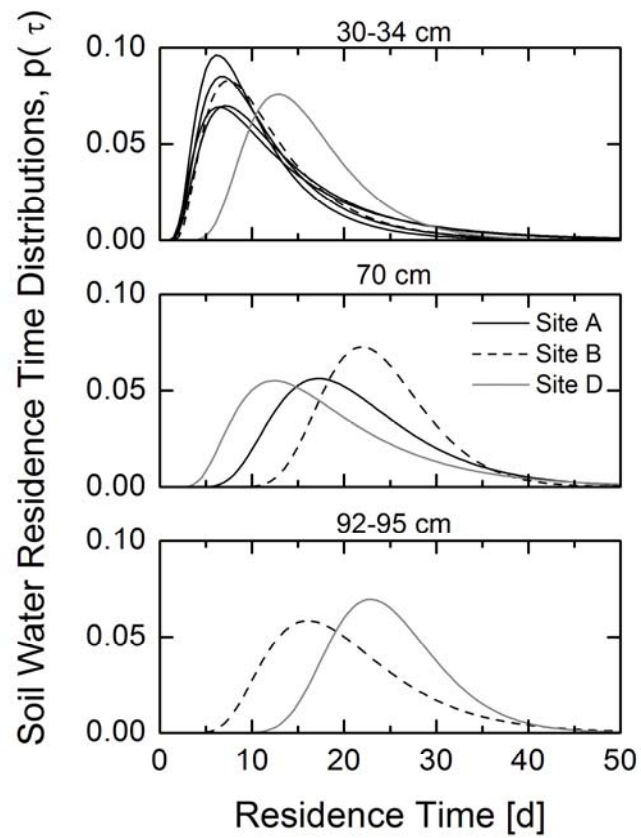 Soil Water Residence Time Distributions, p( τ)
30-34 cm
0.10
0.05
0.00
70 cm
0.10
0.05
0.00
Site A
Site B
Site D
92-95 cm
0.10
0.05
0.00
0 10 20 30 40 50
Residence Time [d]